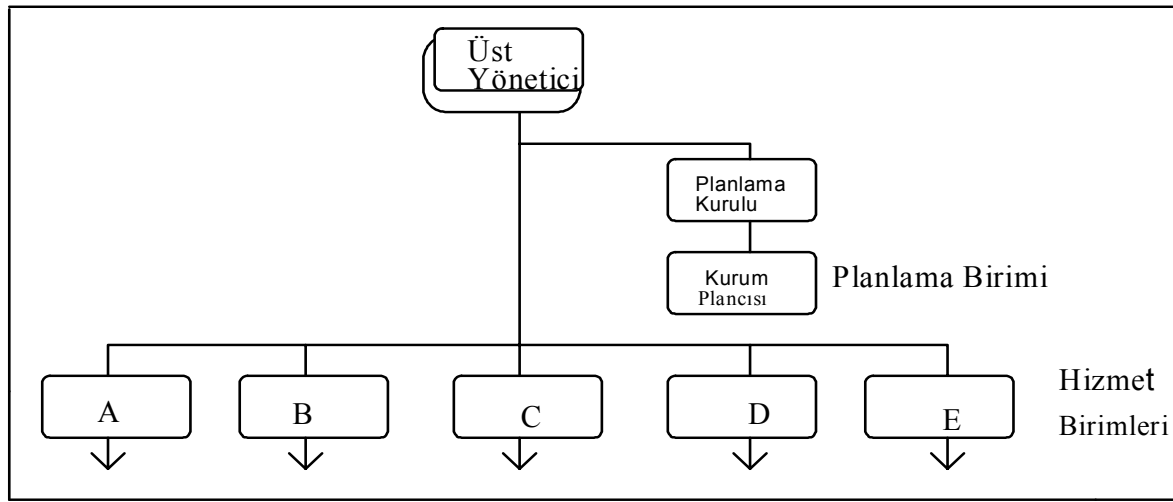 Üst
Yönetici
Planlama
Kurulu
Kurum
Plancısı
Planlama Birimi
A
B
C
D
E
Hizmet
Birimleri